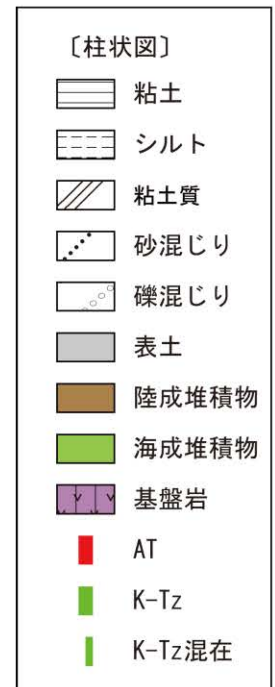 〔柱状図〕
粘土
シルト
粘土質
砂混じり
礫混じり
表土
陸成堆積物
海成堆積物
基盤岩
AT
K-Tz
K-Tz混在